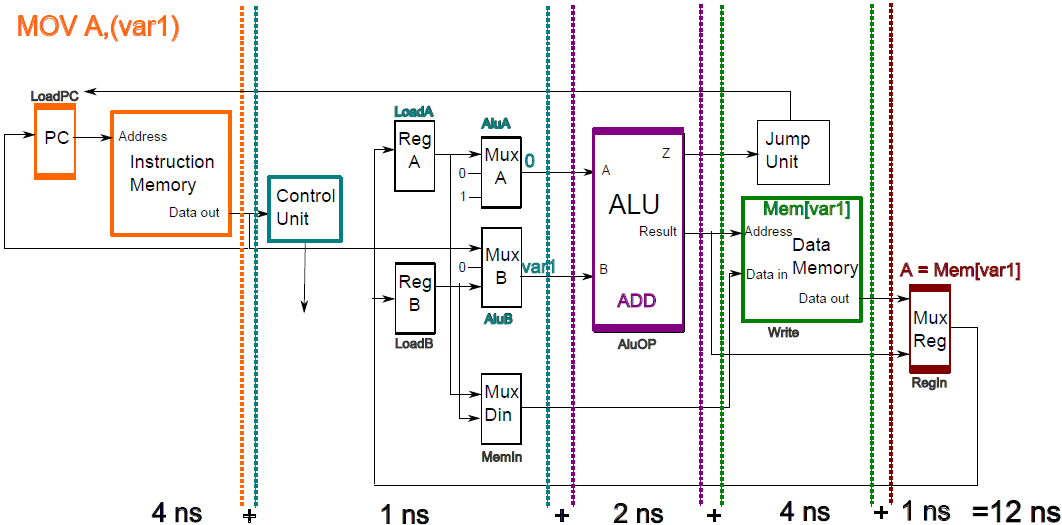 MOV A,(var1)
LoadPC
PC
Address
Instruction
Memory
Data out
Control
Unit
LoadA
Reg
A
Reg
B
LoadB
AluA
Mux
A
0
1
0
Mux
B
0
var1
AluB
Mux
Din
MemIn
A
Z
ALU
Result
B
ADD
AluOP
Jump
Unit
Mem[var1]
Address
Data
Memory
Data in
Data out
Write
A = Mem[var1]
Mux
Reg
RegIn
4 ns + 1 ns + 2 ns + 4 ns + 1 ns =12 ns